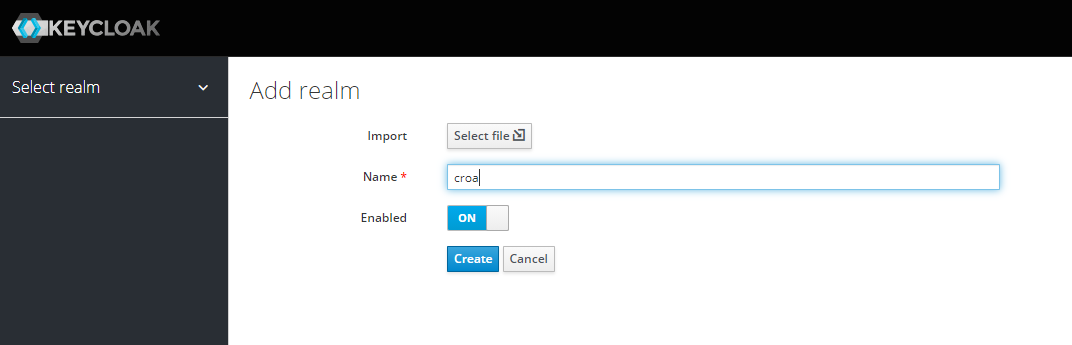 KEYCLOAK
Select realm
Add realm
Import Select file
Name * croa
Enabled ON
Create Cancel